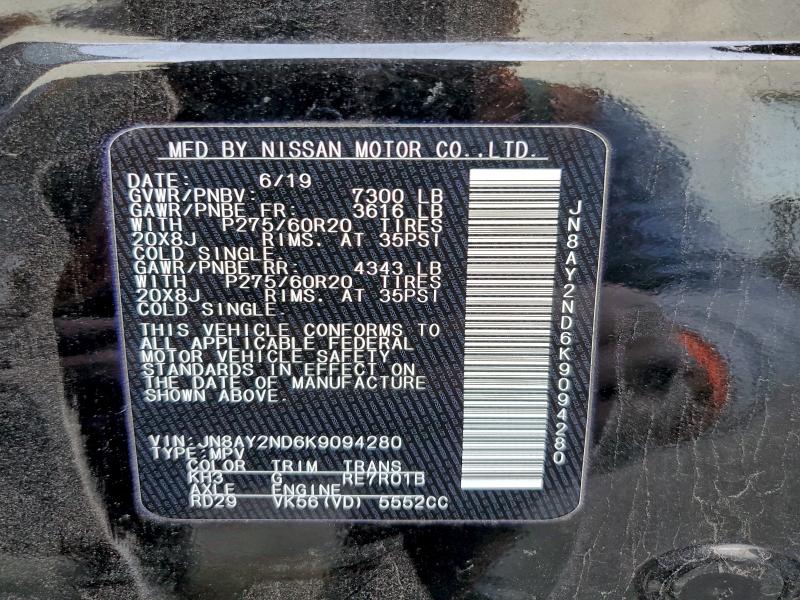 MFD BY NISSAN MOTOR CO.,LTD.
DATE: 6/19
GVWR/PNBV: 7300 LB
GAWR/PNBE FR: 3616 LB
WITH P275/60R20 TIRES
20X8J RIMS. AT 35PSI
COLD SINGLE.
GAWR/PNBE RR: 4343 LB
WITH P275/60R20 TIRES
20X8J RIMS. AT 35PSI
COLD SINGLE.
THIS VEHICLE CONFORMS TO
ALL APPLICABLE FEDERAL
MOTOR VEHICLE SAFETY
STANDARDS IN EFFECT ON
THE DATE OF MANUFACTURE
SHOWN ABOVE.
VIN:JN8AY2ND6K9094280
TYPE:MPV
COLOR TRIM TRANS
KH3 G RE7R01B
AXLE ENGINE
RD29 VK56(VD) 5552CC
JN8AY2ND6K9094280